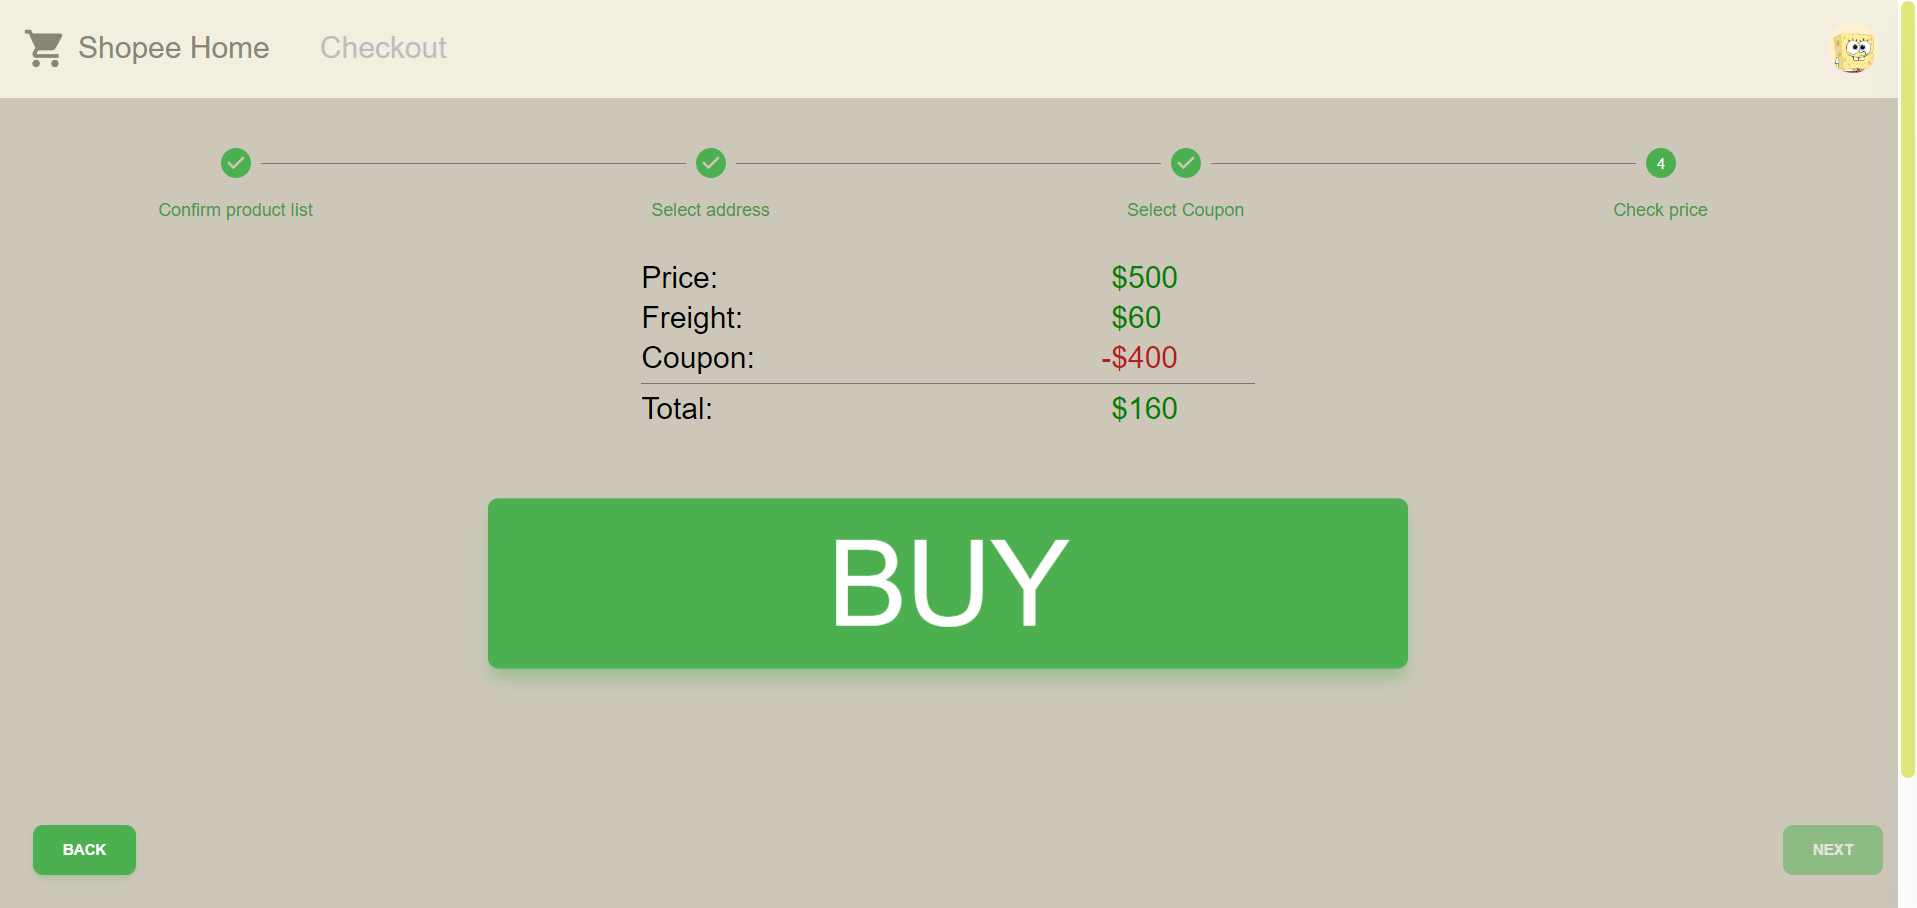 Shopee Home Checkout
4
Confirm product list Select address Select Coupon Check price
Price: $500
Freight: $60
Coupon: -$400
Total: $160
BUY
BACK NEXT